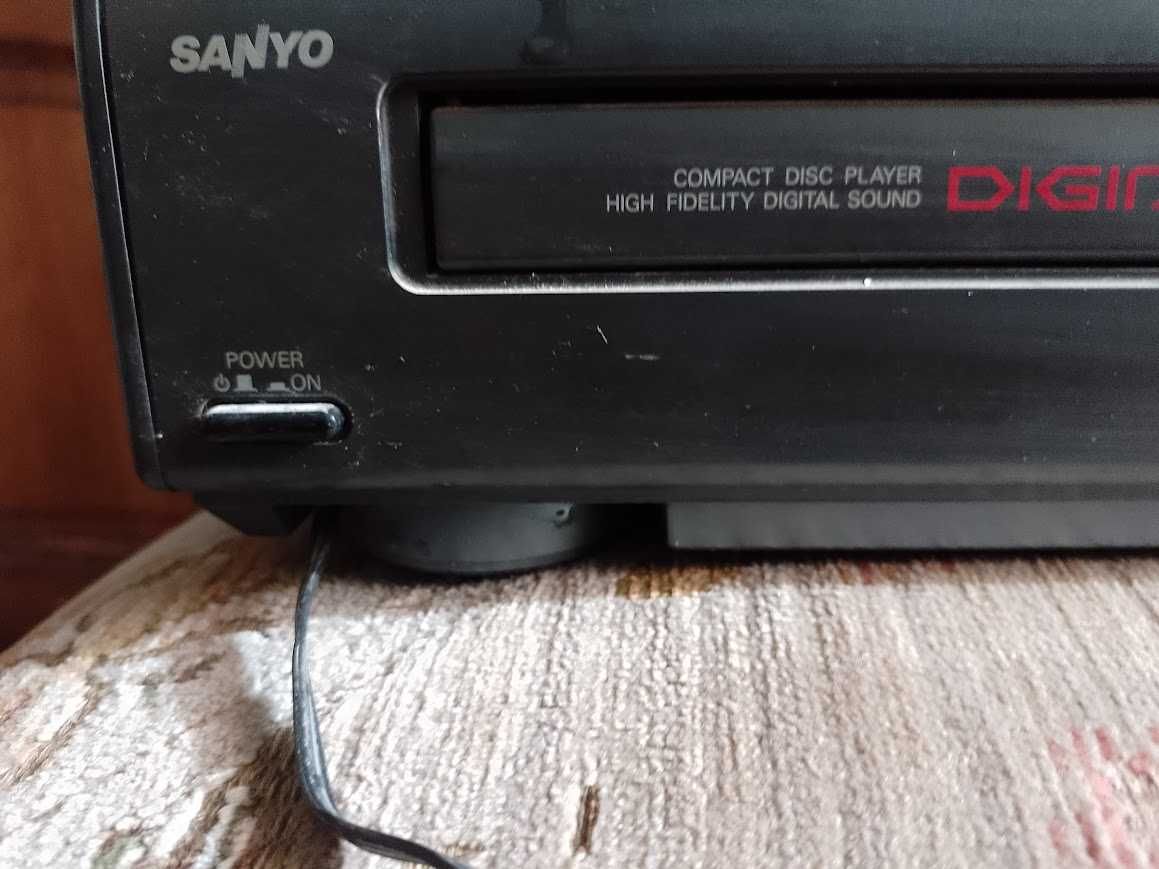 SANYO
COMPACT DISC PLAYER
HIGH FIDELITY DIGITAL SOUND
POWER
ON